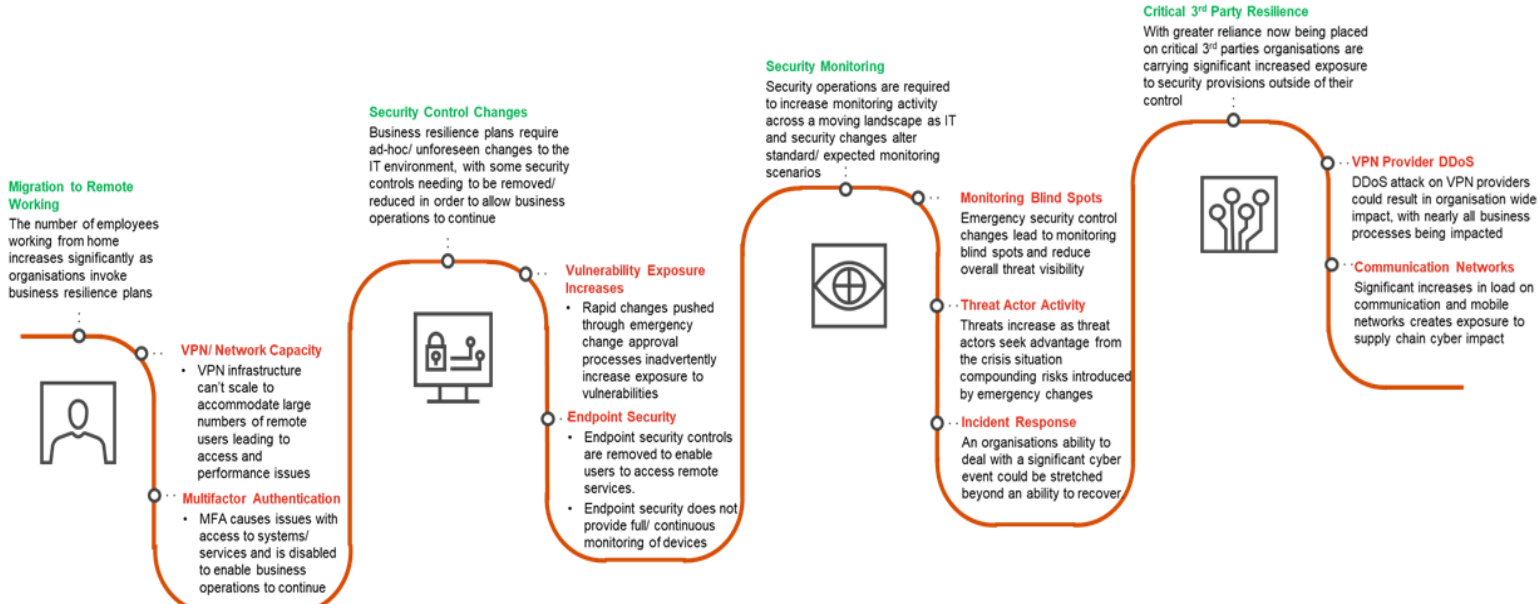 Migration to Remote
Working
The number of employees
working from home
increases significantly as
organisations invoke
business resilience plans
VPN/ Network Capacity
• VPN infrastructure
can't scale to
accommodate large
numbers of remote
users leading to
access and
performance issues
Multifactor Authentication
• MFA causes issues with
access to systems/
services and is disabled
to enable business
operations to continue
Security Control Changes
Business resilience plans require
ad-hoc/ unforeseen changes to the
IT environment, with some security
controls needing to be removed/
reduced in order to allow business
operations to continue
Vulnerability Exposure
Increases
• Rapid changes pushed
through emergency
change approval
processes inadvertently
increase exposure to
vulnerabilities
Endpoint Security
• Endpoint security controls
are removed to enable
users to access remote
services.
• Endpoint security does not
provide full/ continuous
monitoring of devices
Security Monitoring
Security operations are required
to increase monitoring activity
across a moving landscape as IT
and security changes alter
standard/ expected monitoring
scenarios
Monitoring Blind Spots
Emergency security control
changes lead to monitoring
blind spots and reduce
overall threat visibility
Threat Actor Activity
Threats increase as threat
actors seek advantage from
the crisis situation
compounding risks introduced
by emergency changes
Incident Response
An organisations ability to
deal with a significant cyber
event could be stretched
beyond an ability to recover
Critical 3rd Party Resilience
With greater reliance now being placed
on critical 3rd parties organisations are
carrying significant increased exposure
to security provisions outside of their
control
VPN Provider DDoS
DDoS attack on VPN providers
could result in organisation wide
impact, with nearly all business
processes being impacted
Communication Networks
Significant increases in load on
communication and mobile
networks creates exposure to
supply chain cyber impact